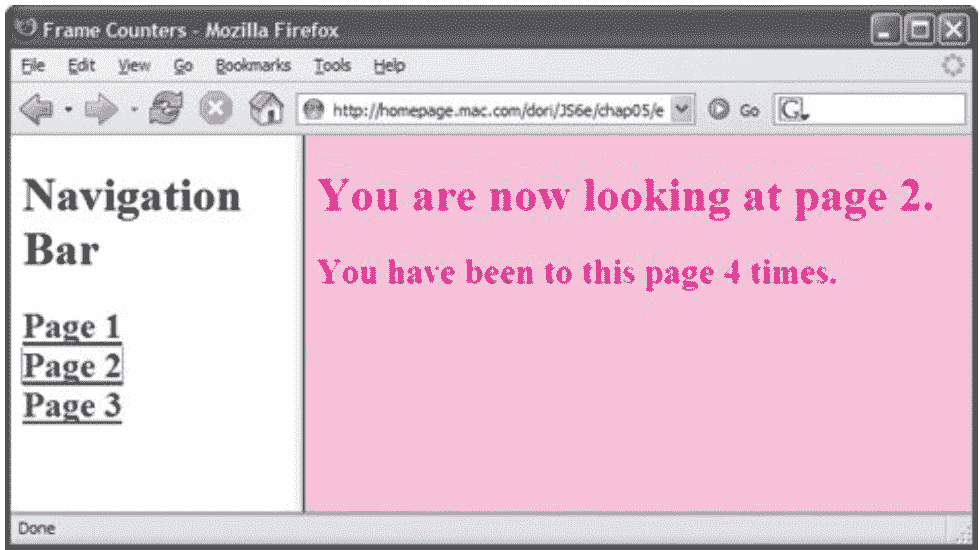 Frame Counters - Mozilla Firefox
File Edit View Go Bookmarks Tools Help
http://homepage.mac.com/dori/JS6e/chap05/e Go G
Navigation
Bar
Page 1
Page 2
Page 3
You are now looking at page 2.
You have been to this page 4 times.
Done